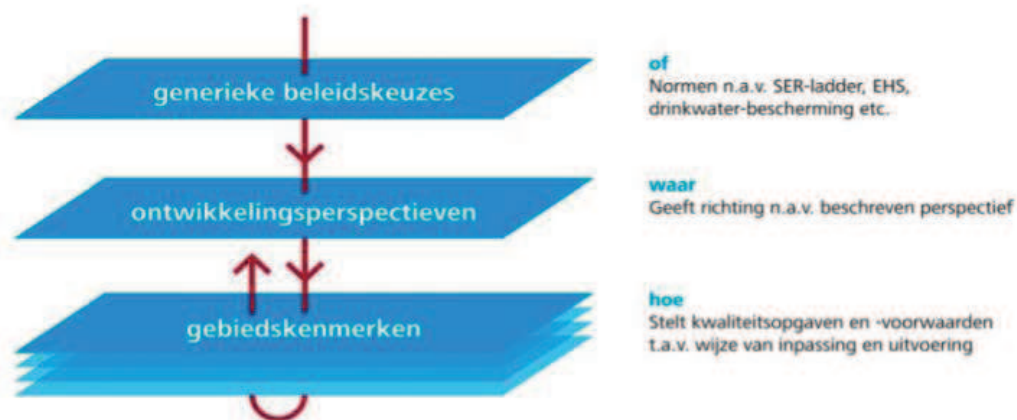 generieke beleidskeuzes
of
Normen n.a.v. SER-ladder, EHS,
drinkwater-bescherming etc.
ontwikkelingsperspectieven
waar
Geeft richting n.a.v. beschreven perspectief
gebiedskenmerken
hoe
Stelt kwaliteitsopgaven en -voorwaarden
t.a.v. wijze van inpassing en uitvoering